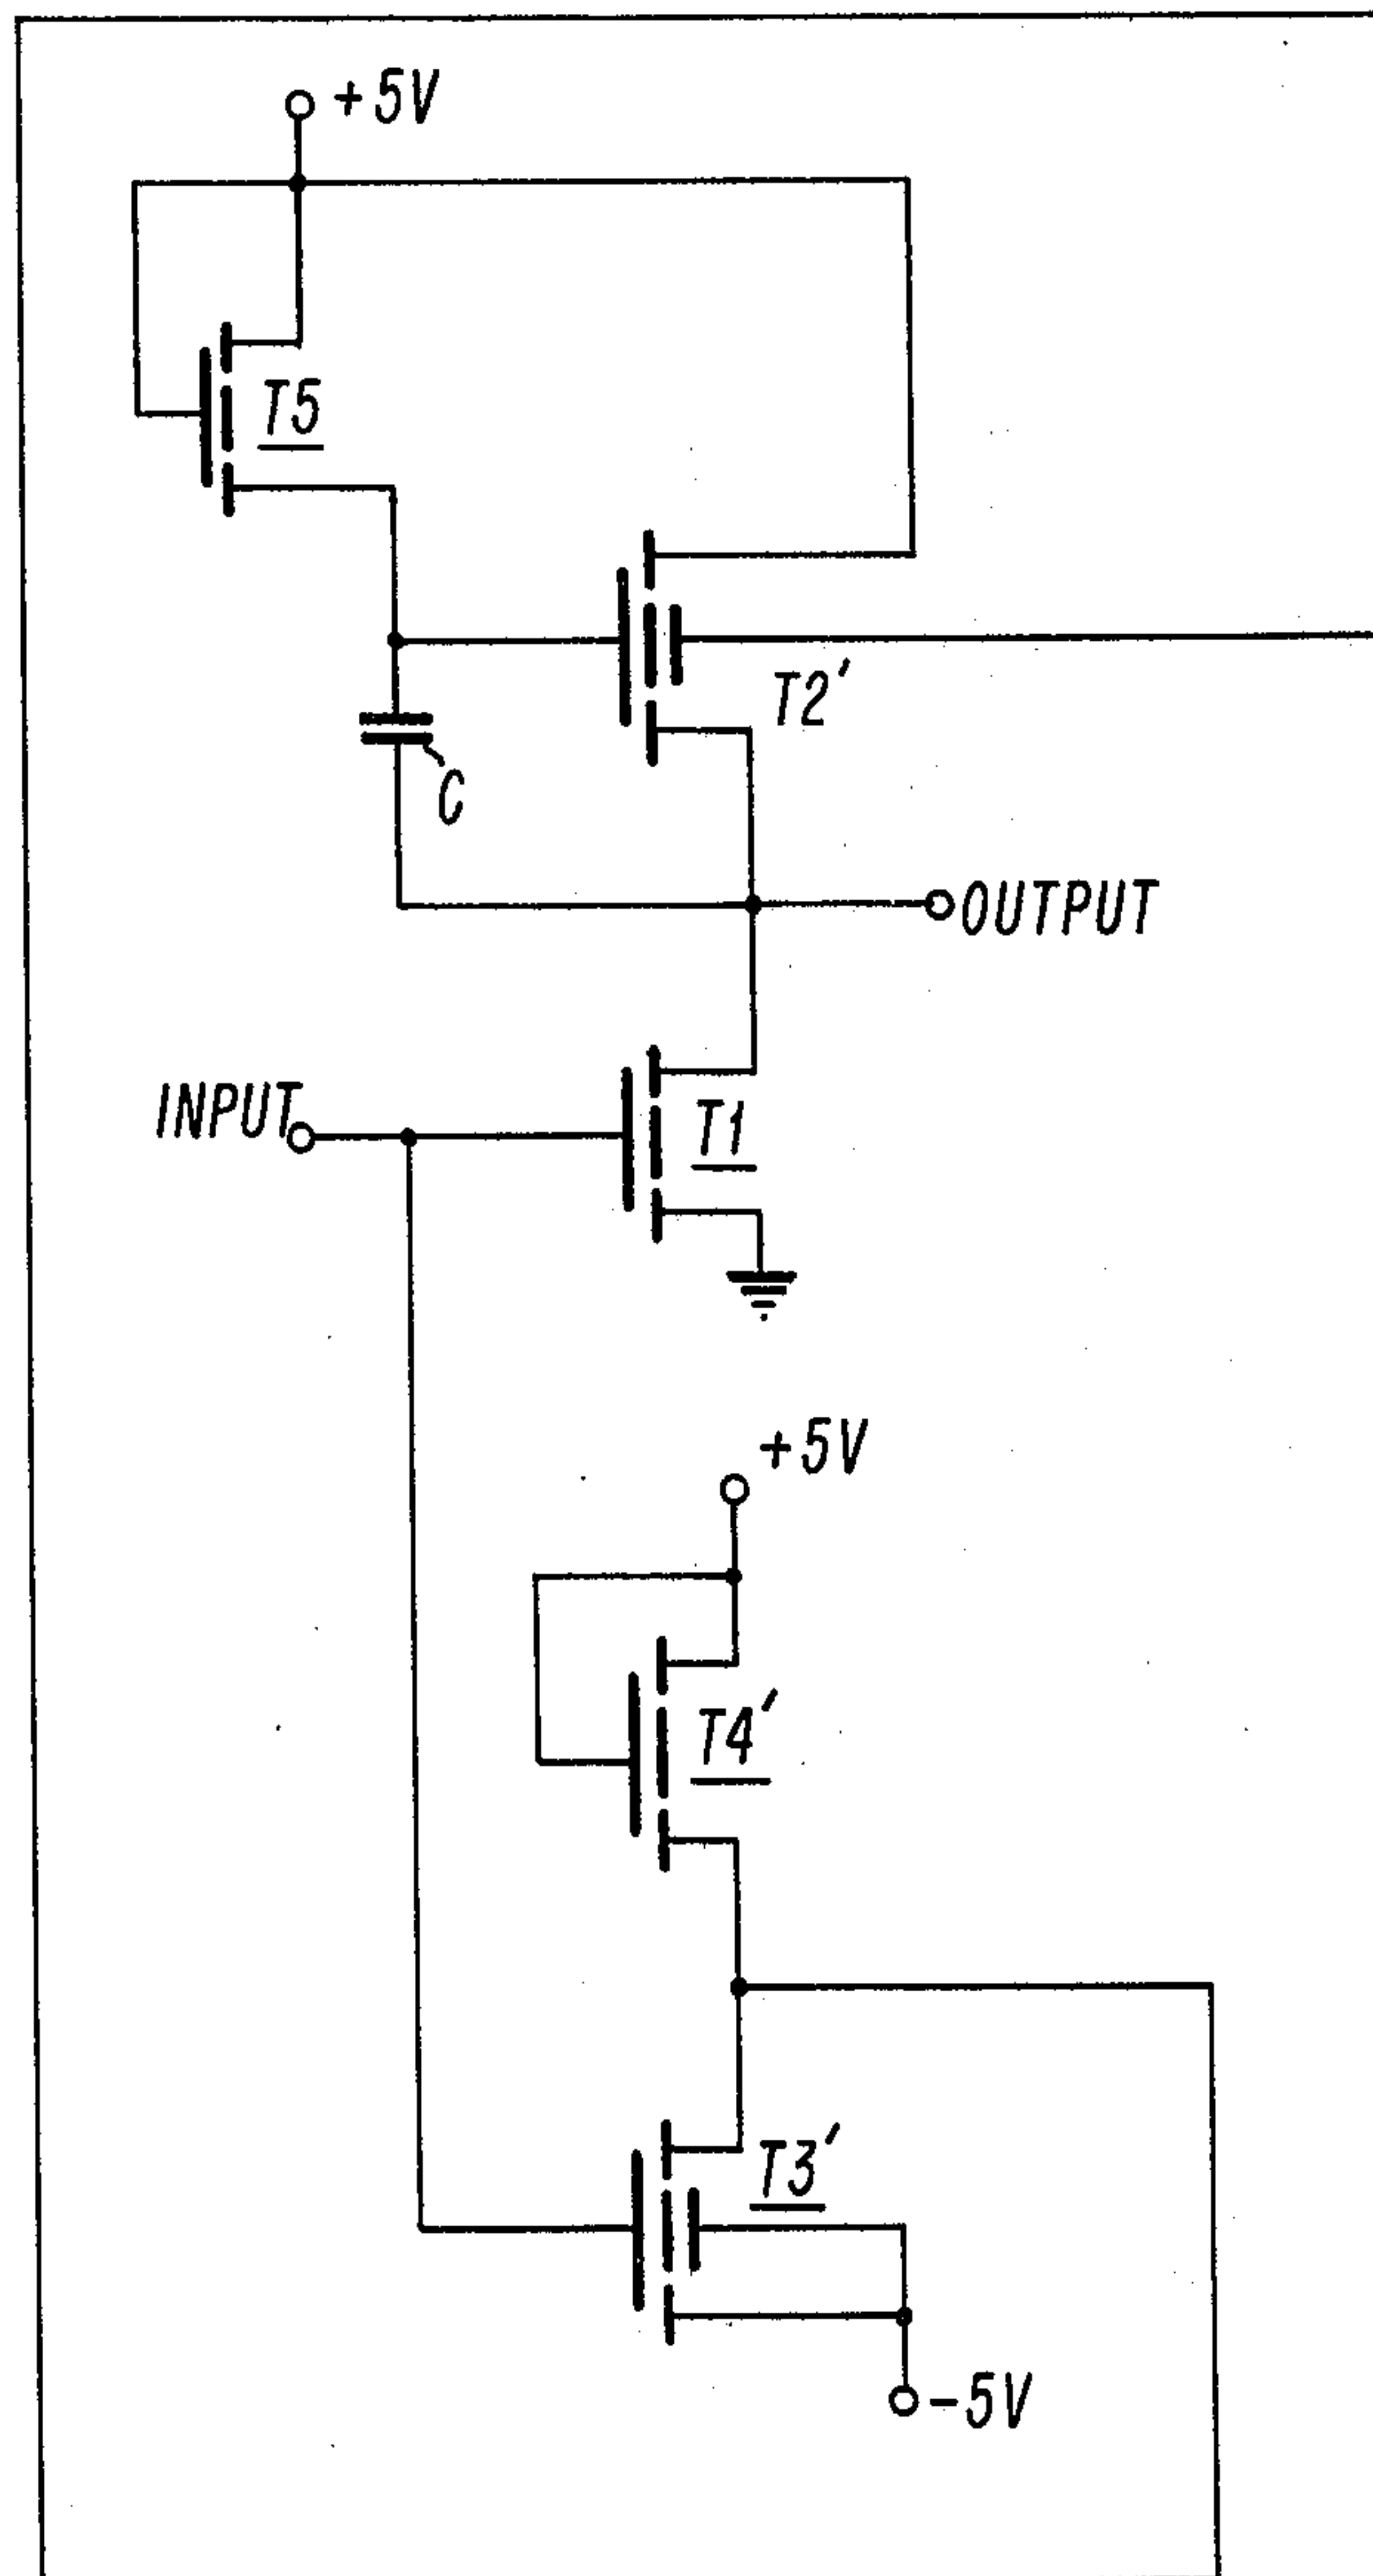 +5V
T5
T2′
C
OUTPUT
INPUT
T1
+5V
T4′
T3′
-5V